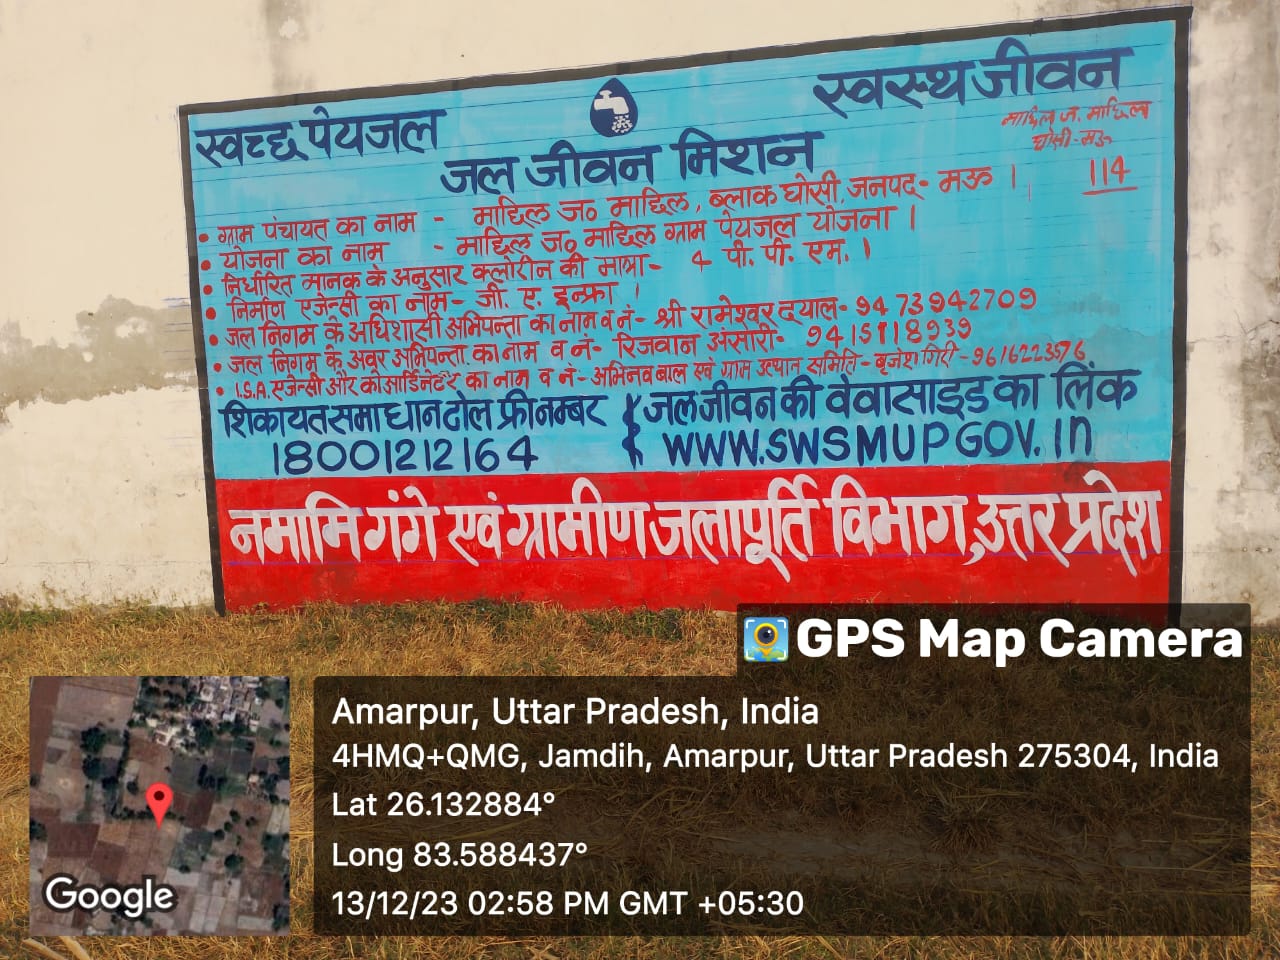 स्वच्छ पेयजल
स्वस्थ जीवन
जल जीवन मिशन
माछिल ज. माछिल
घोसी-मऊ
114
• ग्राम पंचायत का नाम - माछिल ज० माछिल, ब्लाक घोसी, जनपद- मऊ ।
• योजना का नाम - माछिल ज० माछिल ग्राम पेयजल योजना ।
• निर्धारित मानक के अनुसार क्लोरीन की मात्रा- 4 पी. पी. एम. ।
• निर्माण एजेन्सी का नाम- जी. ए. इन्फ्रा ।
• जल निगम के अधिशासी अभियन्ता का नाम व नं- श्री रामेश्वर दयाल- 9473942709
• जल निगम के अवर अभियन्ता का नाम व नं- रिजवान अंसोरी- 9415118939
• I.S.A. एजेन्सी और कोआर्डिनेटर का नाम व नं- अभिनव बाल एवं ग्राम उत्थान समिति- बृजेश गिरी-9616223576
शिकायत समाधान टोल फ्री नम्बर
18001212164
जल जीवन की वेवासाइड का लिंक
WWW.SWSMUPGOV.in
नमामि गंगे एवं ग्रामीण जलापूर्ति विभाग, उत्तर प्रदेश
GPS Map Camera
Amarpur, Uttar Pradesh, India
4HMQ+QMG, Jamdih, Amarpur, Uttar Pradesh 275304, India
Lat 26.132884°
Long 83.588437°
13/12/23 02:58 PM GMT +05:30
Google